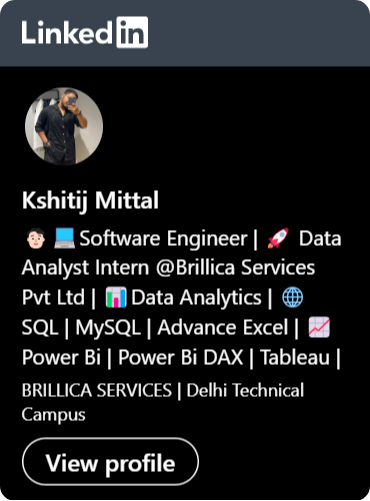 LinkedIn
Kshitij Mittal
🧑🏻‍💻Software Engineer | 🚀 Data
Analyst Intern @Brillica Services
Pvt Ltd | 📊Data Analytics | 🌐
SQL | MySQL | Advance Excel | 📈
Power Bi | Power Bi DAX | Tableau |
BRILLICA SERVICES | Delhi Technical
Campus
View profile